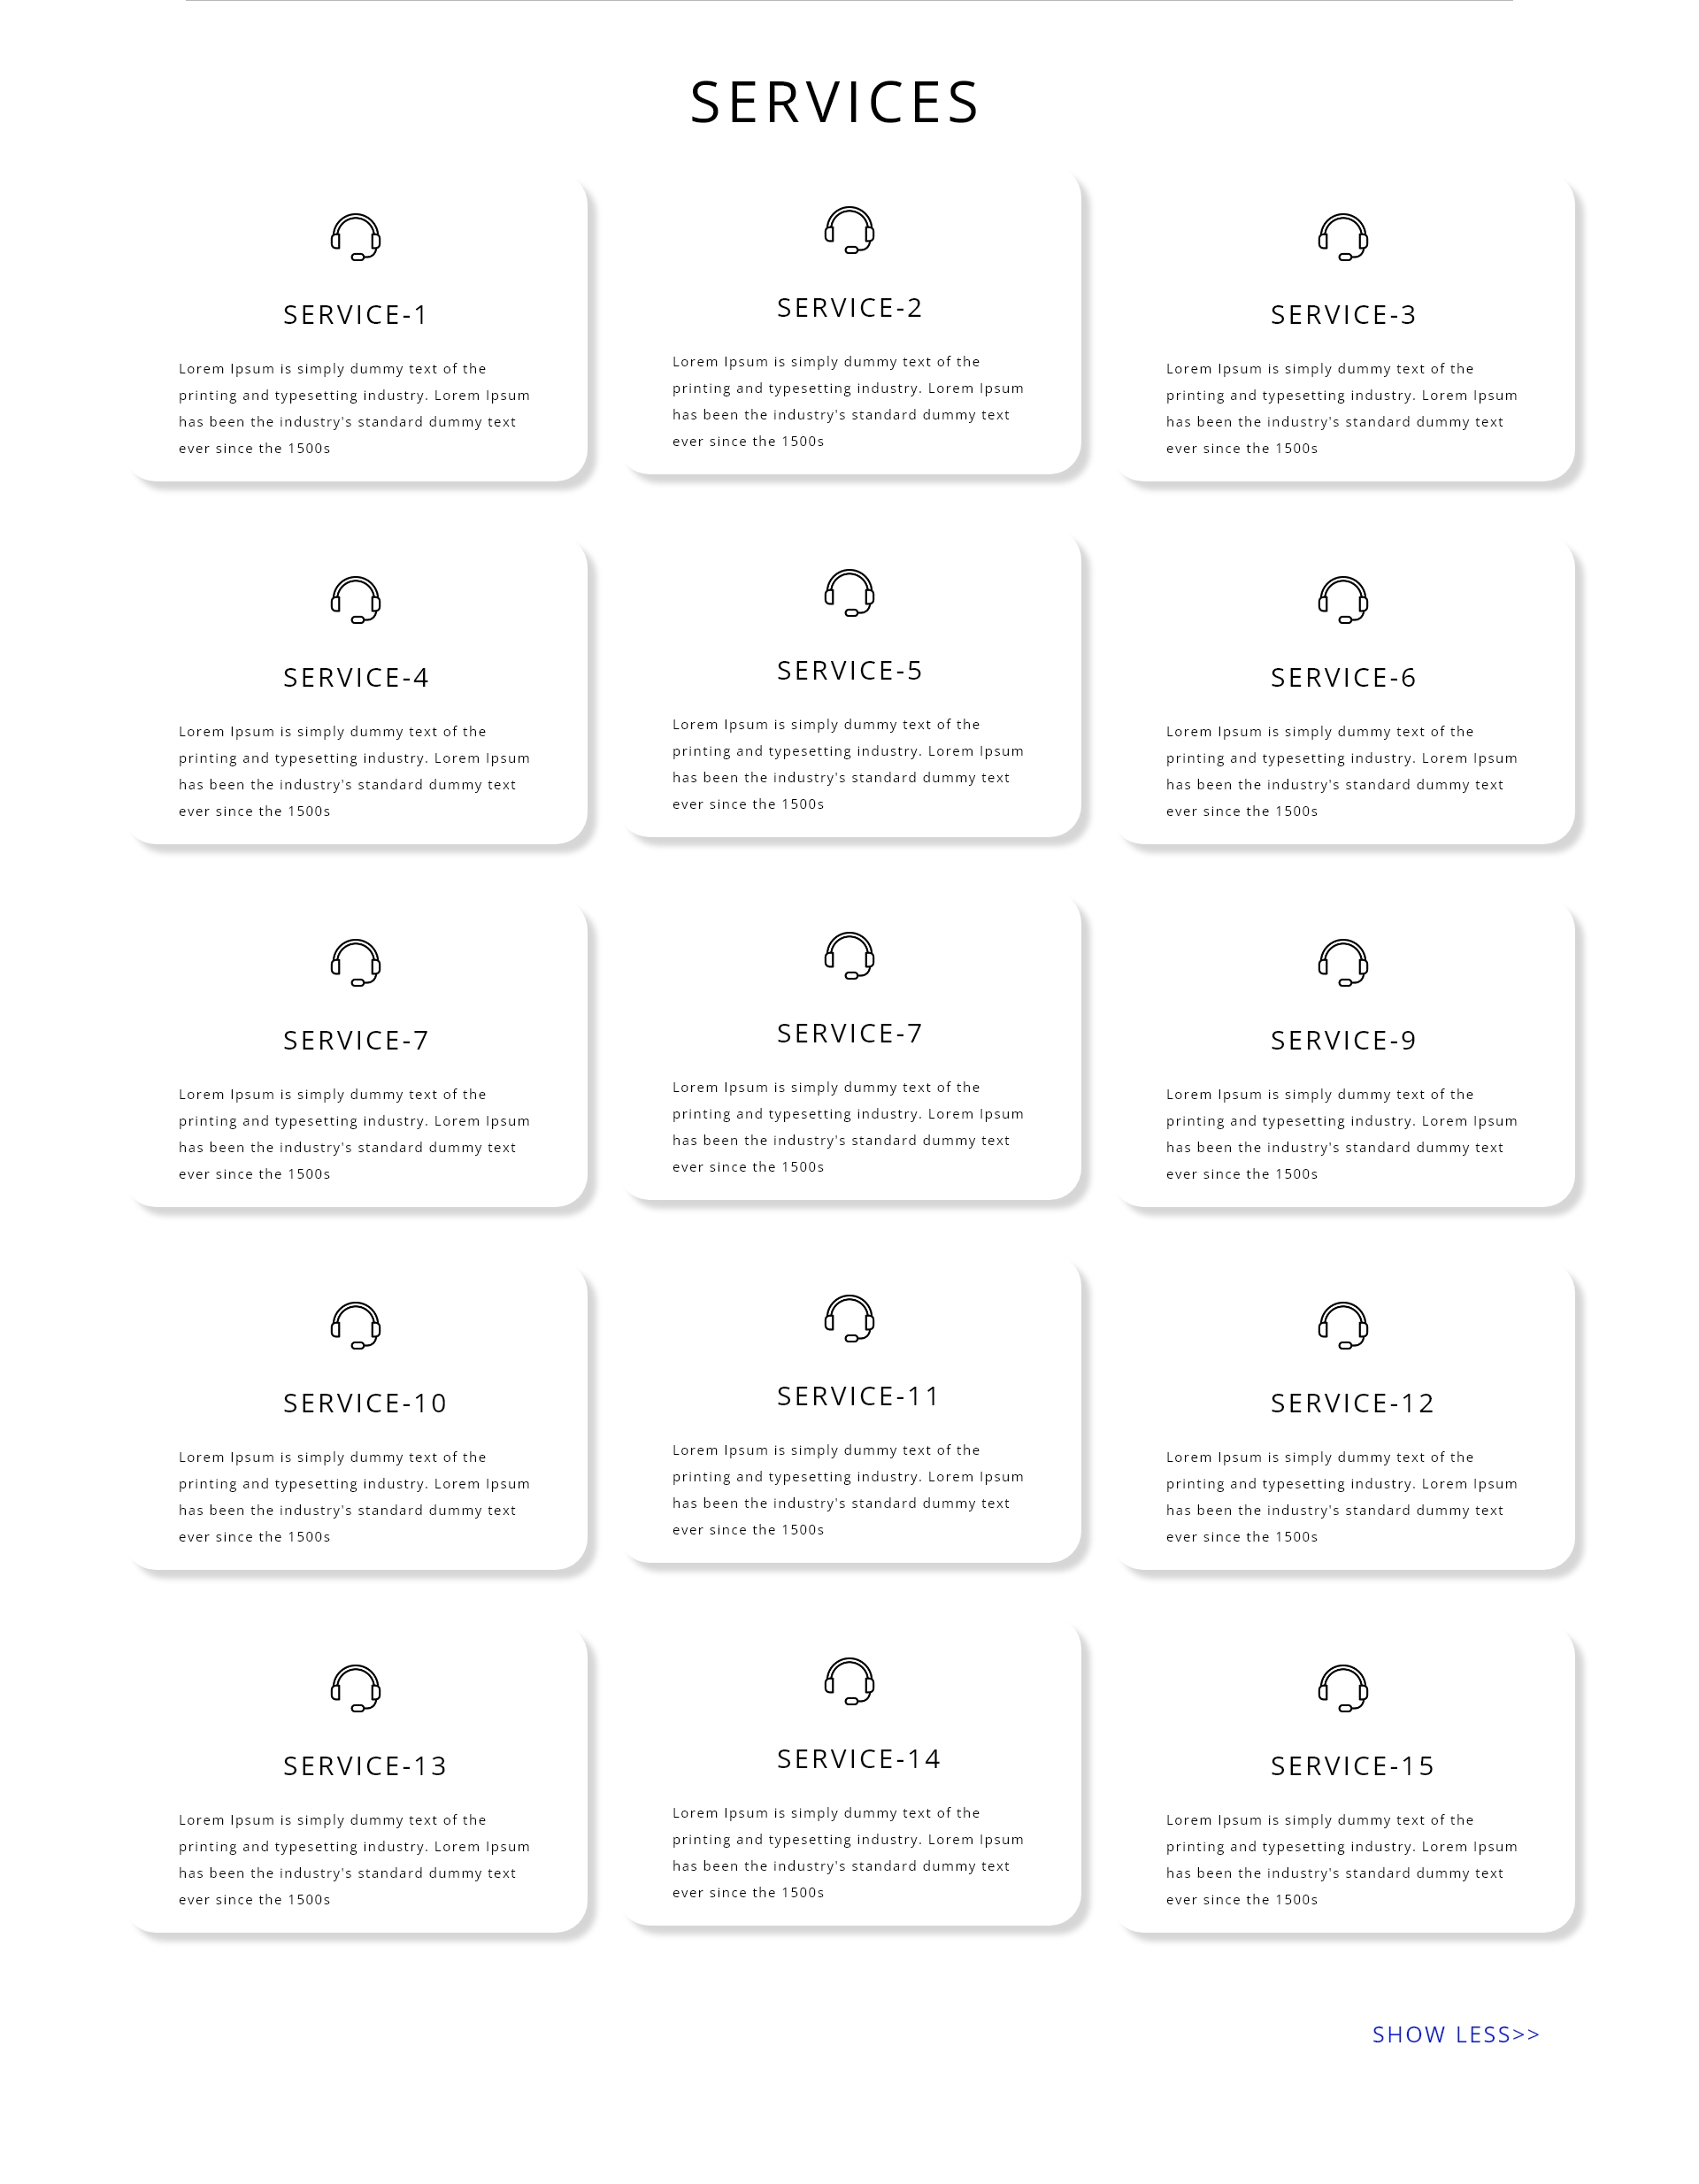 SERVICES
SERVICE-1
Lorem Ipsum is simply dummy text of the
printing and typesetting industry. Lorem Ipsum
has been the industry's standard dummy text
ever since the 1500s
SERVICE-2
Lorem Ipsum is simply dummy text of the
printing and typesetting industry. Lorem Ipsum
has been the industry's standard dummy text
ever since the 1500s
SERVICE-3
Lorem Ipsum is simply dummy text of the
printing and typesetting industry. Lorem Ipsum
has been the industry's standard dummy text
ever since the 1500s
SERVICE-4
Lorem Ipsum is simply dummy text of the
printing and typesetting industry. Lorem Ipsum
has been the industry's standard dummy text
ever since the 1500s
SERVICE-5
Lorem Ipsum is simply dummy text of the
printing and typesetting industry. Lorem Ipsum
has been the industry's standard dummy text
ever since the 1500s
SERVICE-6
Lorem Ipsum is simply dummy text of the
printing and typesetting industry. Lorem Ipsum
has been the industry's standard dummy text
ever since the 1500s
SERVICE-7
Lorem Ipsum is simply dummy text of the
printing and typesetting industry. Lorem Ipsum
has been the industry's standard dummy text
ever since the 1500s
SERVICE-7
Lorem Ipsum is simply dummy text of the
printing and typesetting industry. Lorem Ipsum
has been the industry's standard dummy text
ever since the 1500s
SERVICE-9
Lorem Ipsum is simply dummy text of the
printing and typesetting industry. Lorem Ipsum
has been the industry's standard dummy text
ever since the 1500s
SERVICE-10
Lorem Ipsum is simply dummy text of the
printing and typesetting industry. Lorem Ipsum
has been the industry's standard dummy text
ever since the 1500s
SERVICE-11
Lorem Ipsum is simply dummy text of the
printing and typesetting industry. Lorem Ipsum
has been the industry's standard dummy text
ever since the 1500s
SERVICE-12
Lorem Ipsum is simply dummy text of the
printing and typesetting industry. Lorem Ipsum
has been the industry's standard dummy text
ever since the 1500s
SERVICE-13
Lorem Ipsum is simply dummy text of the
printing and typesetting industry. Lorem Ipsum
has been the industry's standard dummy text
ever since the 1500s
SERVICE-14
Lorem Ipsum is simply dummy text of the
printing and typesetting industry. Lorem Ipsum
has been the industry's standard dummy text
ever since the 1500s
SERVICE-15
Lorem Ipsum is simply dummy text of the
printing and typesetting industry. Lorem Ipsum
has been the industry's standard dummy text
ever since the 1500s
SHOW LESS>>